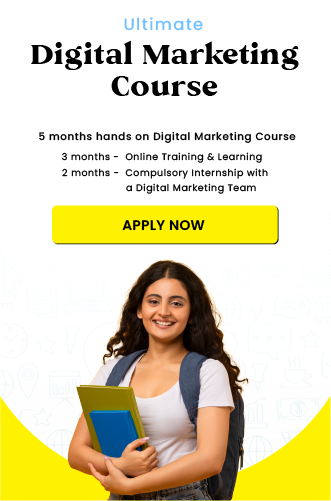 Ultimate
Digital Marketing
Course
5 months hands on Digital Marketing Course
3 months - Online Training & Learning
2 months - Compulsory Internship with
a Digital Marketing Team
APPLY NOW